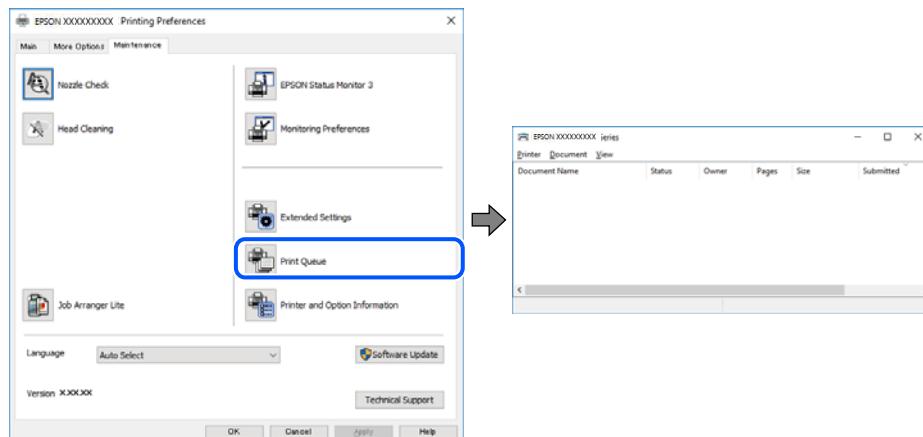 EPSON XXXXXXXXX Printing Preferences
Main More Options Maintenance
Nozzle Check
EPSON Status Monitor 3
Head Cleaning
Monitoring Preferences
Extended Settings
Print Queue
Job Arranger Lite
Printer and Option Information
Language Auto Select Software Update
Version X.XX.XX
Technical Support
OK Cancel Apply Help
EPSON XXXXXXXXX ieries
Printer Document View
Document Name Status Owner Pages Size Submitted